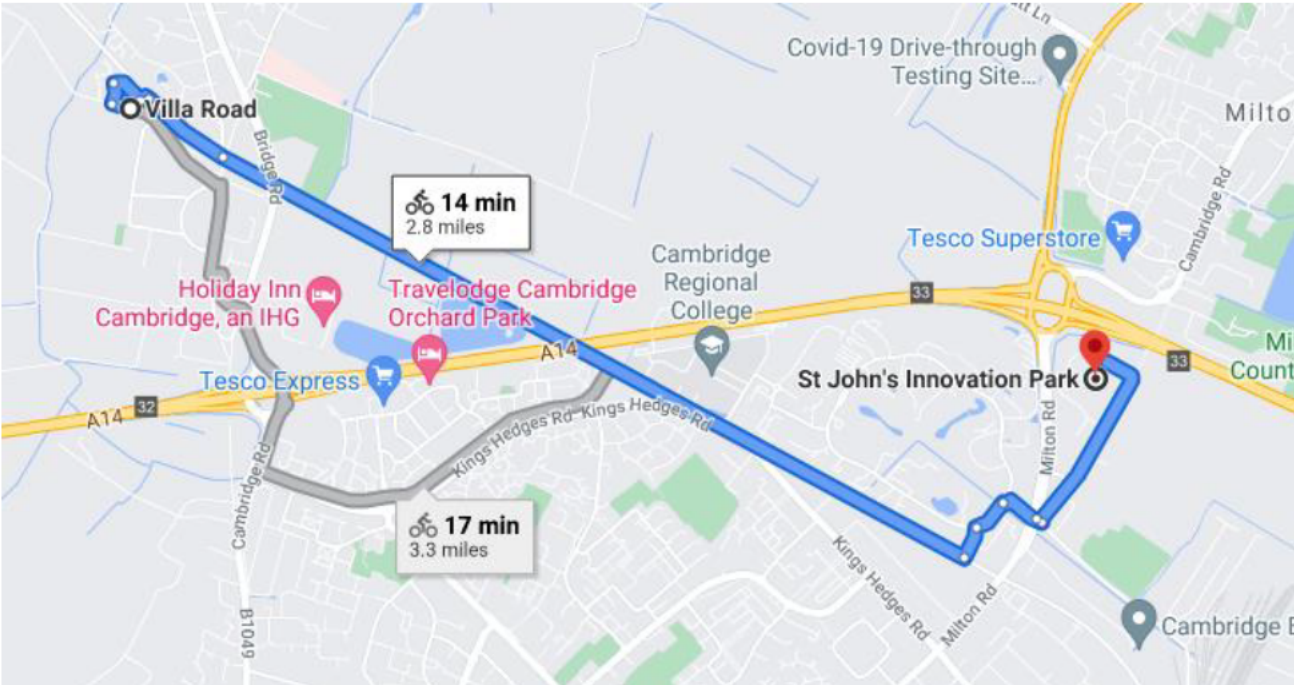 tt Ln
Covid-19 Drive-through
Testing Site...
Milto
Villa Road
Bridge Rd
14 min
2.8 miles
Cambridge Rd
Tesco Superstore
Cambridge
Regional
College
Holiday Inn
Cambridge, an IHG
Travelodge Cambridge
Orchard Park
33
A14
Mi
Count
33
Tesco Express
St John's Innovation Park
A14
32
Kings Hedges Rd
Kings Hedges Rd
Milton Rd
Cambridge Rd
17 min
3.3 miles
Kings Hedges Rd
Milton Rd
B1049
Cambridge B